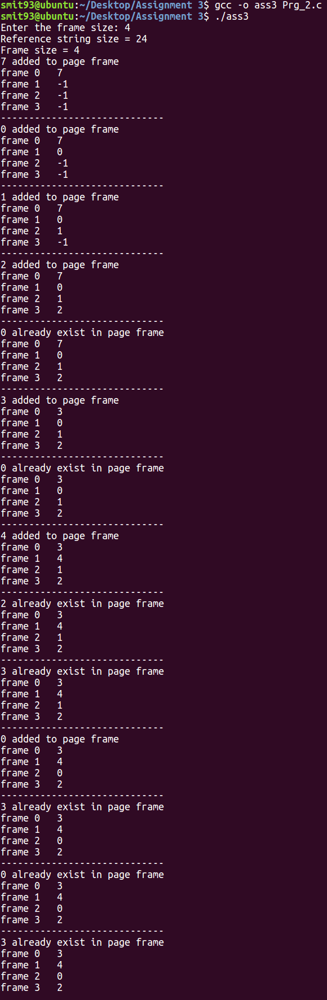 smit93@ubuntu:~/Desktop/Assignment 3$ gcc -o ass3 Prg_2.c
smit93@ubuntu:~/Desktop/Assignment 3$ ./ass3
Enter the frame size: 4
Reference string size = 24
Frame size = 4
7 added to page frame
frame 0   7
frame 1   -1
frame 2   -1
frame 3   -1
-----------------------------
0 added to page frame
frame 0   7
frame 1   0
frame 2   -1
frame 3   -1
-----------------------------
1 added to page frame
frame 0   7
frame 1   0
frame 2   1
frame 3   -1
-----------------------------
2 added to page frame
frame 0   7
frame 1   0
frame 2   1
frame 3   2
-----------------------------
0 already exist in page frame
frame 0   7
frame 1   0
frame 2   1
frame 3   2
-----------------------------
3 added to page frame
frame 0   3
frame 1   0
frame 2   1
frame 3   2
-----------------------------
0 already exist in page frame
frame 0   3
frame 1   0
frame 2   1
frame 3   2
-----------------------------
4 added to page frame
frame 0   3
frame 1   4
frame 2   1
frame 3   2
-----------------------------
2 already exist in page frame
frame 0   3
frame 1   4
frame 2   1
frame 3   2
-----------------------------
3 already exist in page frame
frame 0   3
frame 1   4
frame 2   1
frame 3   2
-----------------------------
0 added to page frame
frame 0   3
frame 1   4
frame 2   0
frame 3   2
-----------------------------
3 already exist in page frame
frame 0   3
frame 1   4
frame 2   0
frame 3   2
-----------------------------
0 already exist in page frame
frame 0   3
frame 1   4
frame 2   0
frame 3   2
-----------------------------
3 already exist in page frame
frame 0   3
frame 1   4
frame 2   0
frame 3   2